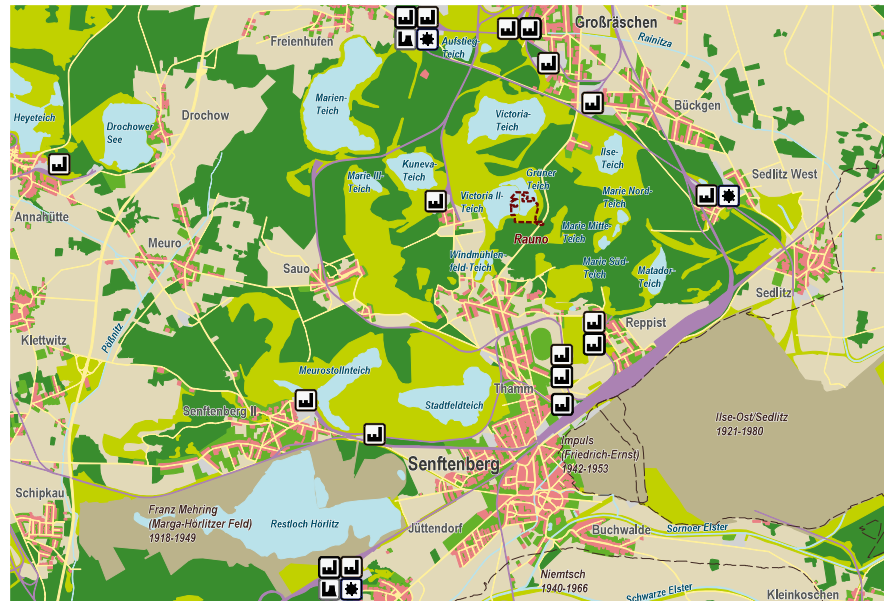 Großräschen
Freienhufen
Aufstieg-
Teich
Rainitza
Heyeteich
Drochower
See
Drochow
Marien-
Teich
Victoria-
Teich
Bückgen
Ilse-
Teich
Sedlitz West
Annahütte
Marie III-
Teich
Kuneva-
Teich
Grüner
Teich
Victoria II-
Teich
Marie Nord-
Teich
Meuro
Rauno
Marie Mitte-
Teich
Sauo
Windmühlen-
feld-Teich
Marie Süd-
Teich
Matador-
Teich
Sedlitz
Klettwitz
Pößnitz
Reppist
Meurostollnteich
Stadtfeldteich
Thamm
Senftenberg II
Ilse-Ost/Sedlitz
1921-1980
Impuls
(Friedrich-Ernst)
1942-1953
Senftenberg
Schipkau
Franz Mehring
(Marga-Hörlitzer Feld)
1918-1949
Restloch Hörlitz
Jüttendorf
Buchwalde
Sornoer Elster
Niemtsch
1940-1966
Schwarze Elster
Kleinkoschen